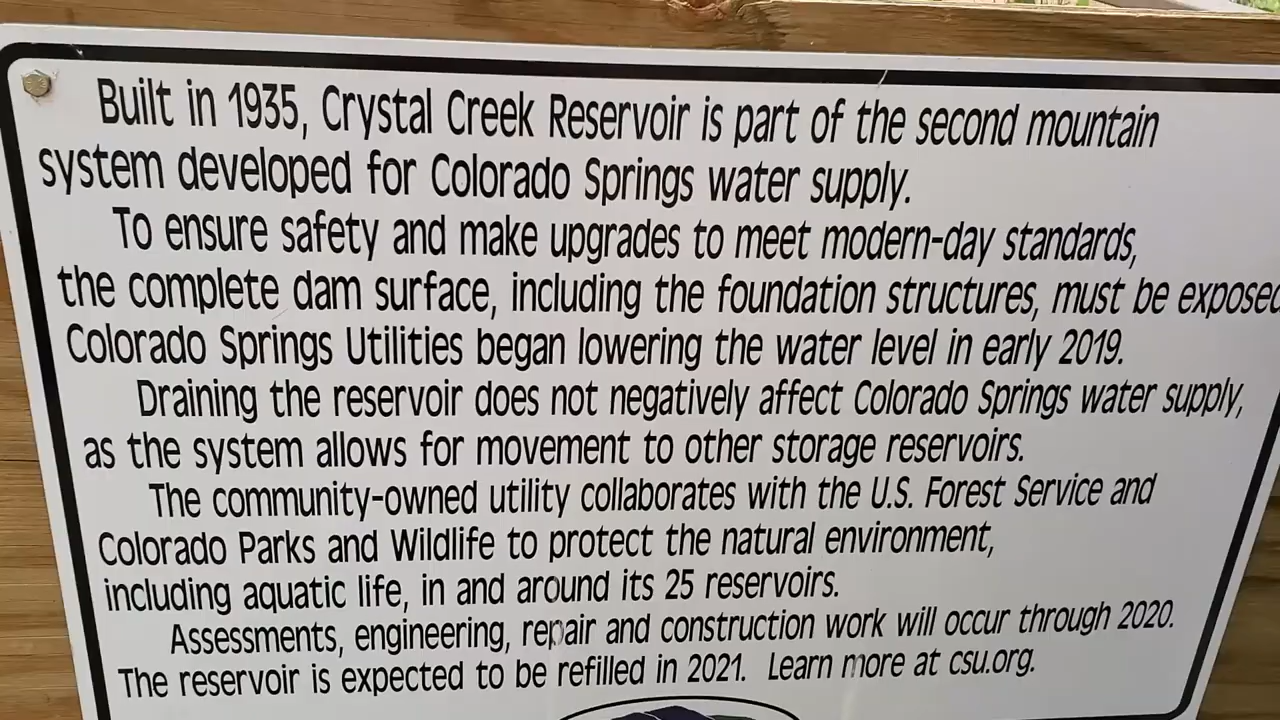 Built in 1935, Crystal Creek Reservoir is part of the second mountain
system developed for Colorado Springs water supply.
To ensure safety and make upgrades to meet modern-day standards,
the complete dam surface, including the foundation structures, must be exposed
Colorado Springs Utilities began lowering the water level in early 2019.
Draining the reservoir does not negatively affect Colorado Springs water supply,
as the system allows for movement to other storage reservoirs.
The community-owned utility collaborates with the U.S. Forest Service and
Colorado Parks and Wildlife to protect the natural environment,
including aquatic life, in and around its 25 reservoirs.
Assessments, engineering, repair and construction work will occur through 2020.
The reservoir is expected to be refilled in 2021. Learn more at csu.org.